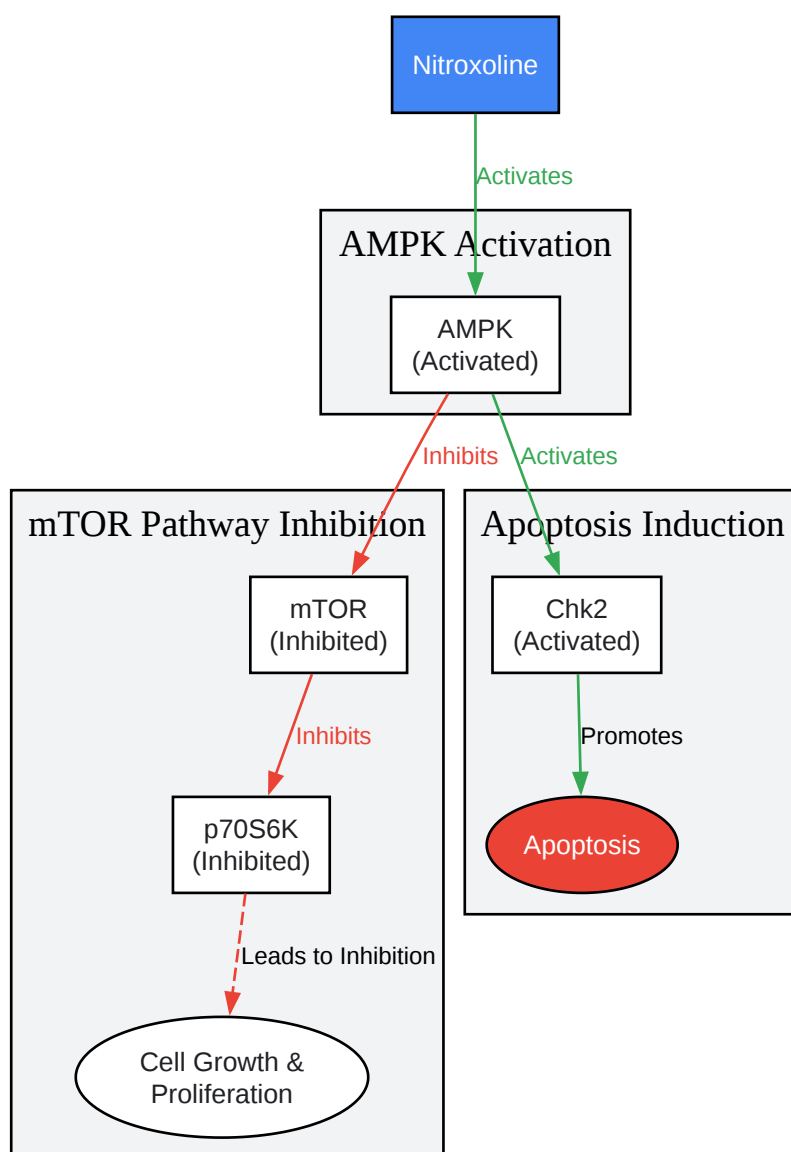 Nitroxoline
Activates
AMPK Activation
AMPK
(Activated)
Inhibits
Activates
mTOR Pathway Inhibition
mTOR
(Inhibited)
Inhibits
p70S6K
(Inhibited)
Leads to Inhibition
Cell Growth &
Proliferation
Apoptosis Induction
Chk2
(Activated)
Promotes
Apoptosis